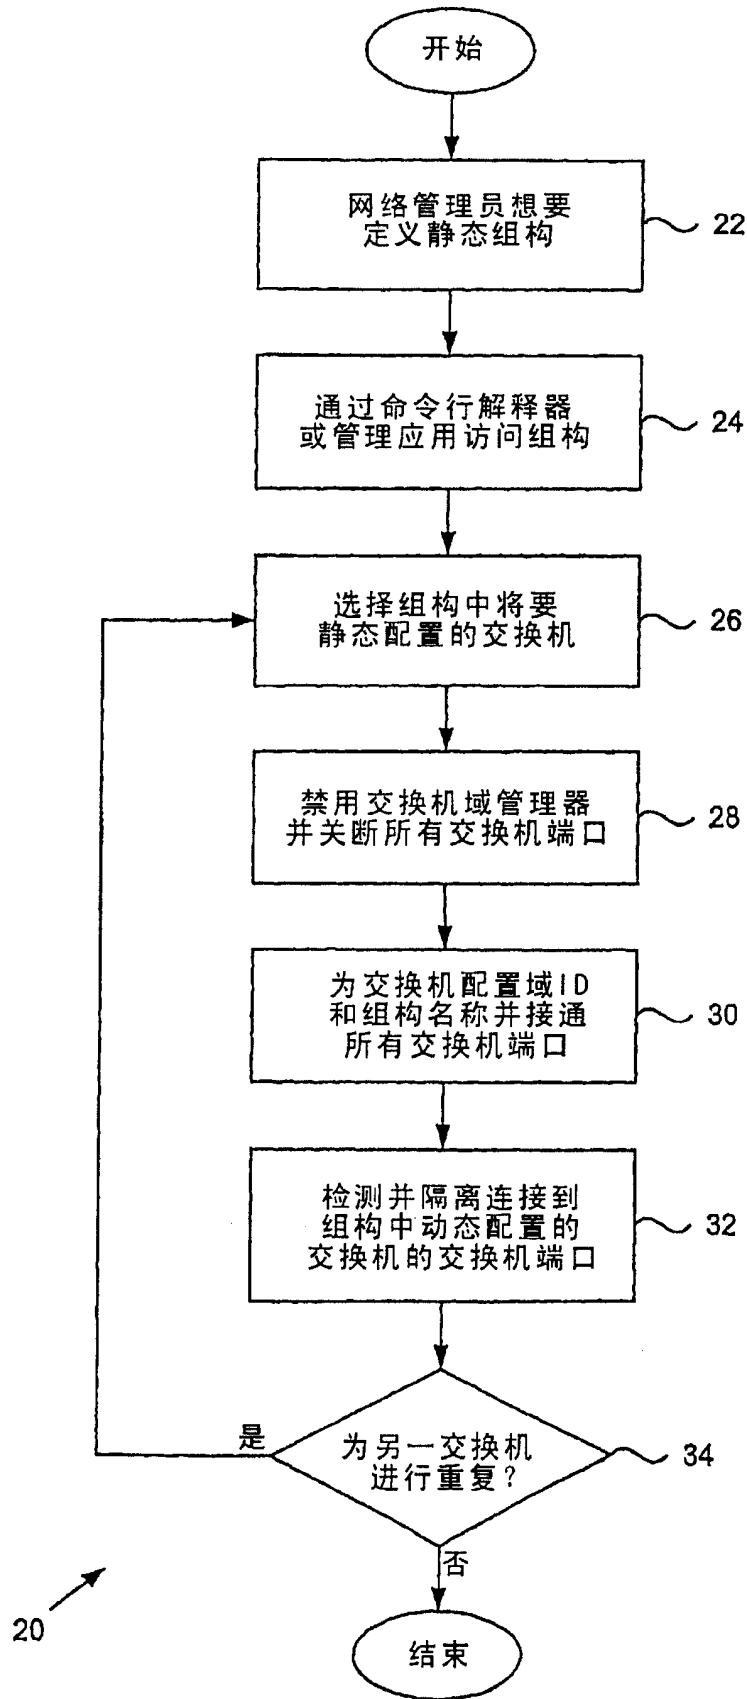 开始
网络管理员想要
定义静态组构
22
通过命令行解释器
或管理应用访问组构
24
选择组构中将要
静态配置的交换机
26
禁用交换机域管理器
并关断所有交换机端口
28
为交换机配置域ID
和组构名称并接通
所有交换机端口
30
检测并隔离连接到
组构中动态配置的
交换机的交换机端口
32
是
为另一交换机
进行重复?
34
否
20
结束